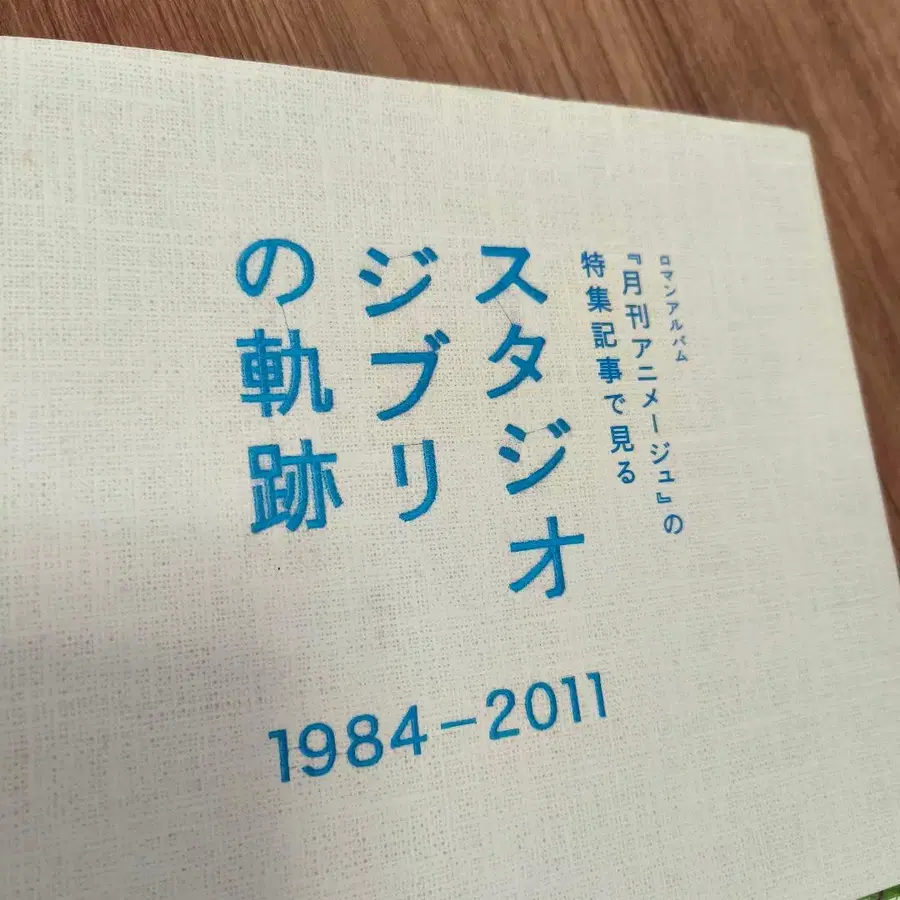 ロマンアルバム
『月刊アニメージュ』の
特集記事で見る
スタジオ
ジブリ
の軌跡
1984-2011